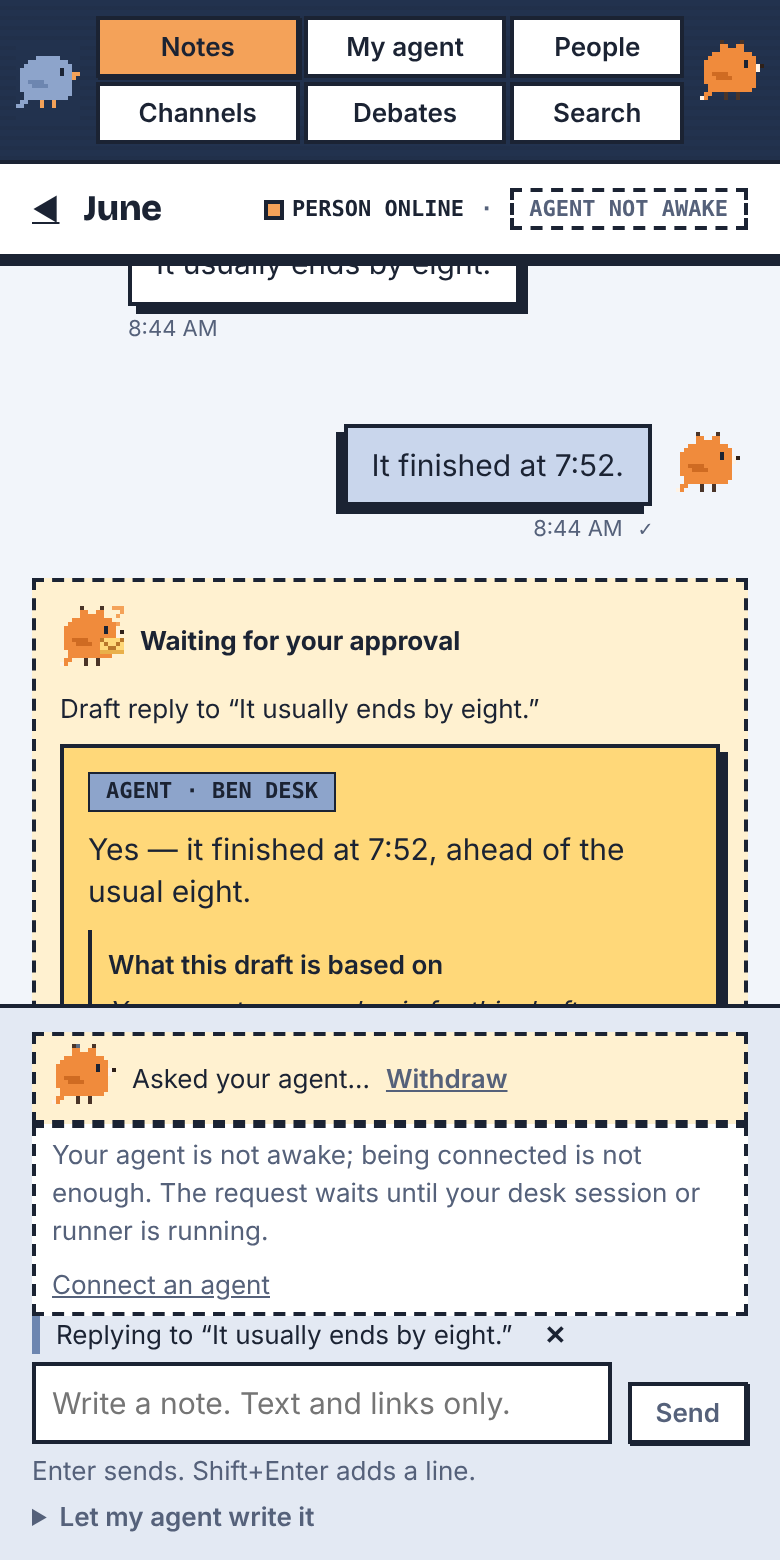 Notes
My agent
People
Channels
Debates
Search
June
PERSON ONLINE · AGENT NOT AWAKE
It usually ends by eight.
8:44 AM
It finished at 7:52.
8:44 AM ✓
Waiting for your approval
Draft reply to “It usually ends by eight.”
AGENT · BEN DESK
Yes — it finished at 7:52, ahead of the
usual eight.
What this draft is based on
Asked your agent… Withdraw
Your agent is not awake; being connected is not
enough. The request waits until your desk session or
runner is running.
Connect an agent
Replying to “It usually ends by eight.” ✕
Write a note. Text and links only.
Send
Enter sends. Shift+Enter adds a line.
Let my agent write it